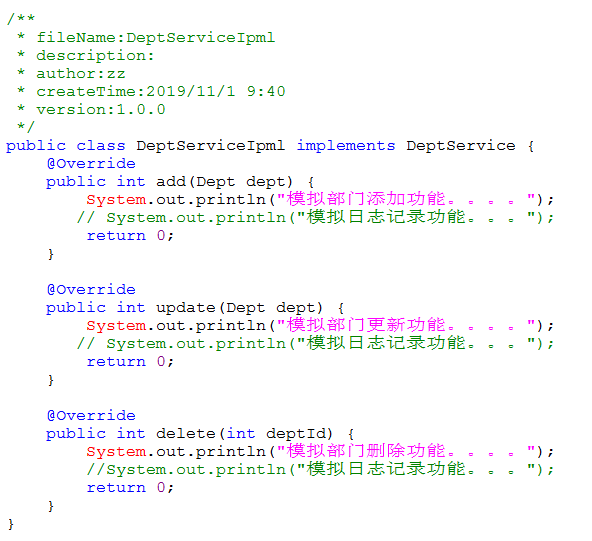 /**
 * fileName:DeptServiceIpml
 * description:
 * author:zz
 * createTime:2019/11/1 9:40
 * version:1.0.0
 */
public class DeptServiceIpml implements DeptService {
    @Override
    public int add(Dept dept) {
        System.out.println("模拟部门添加功能。。。。");
       // System.out.println("模拟日志记录功能。。。");
        return 0;
    }

    @Override
    public int update(Dept dept) {
        System.out.println("模拟部门更新功能。。。。");
       // System.out.println("模拟日志记录功能。。。");
        return 0;
    }

    @Override
    public int delete(int deptId) {
        System.out.println("模拟部门删除功能。。。。");
        //System.out.println("模拟日志记录功能。。。");
        return 0;
    }
}